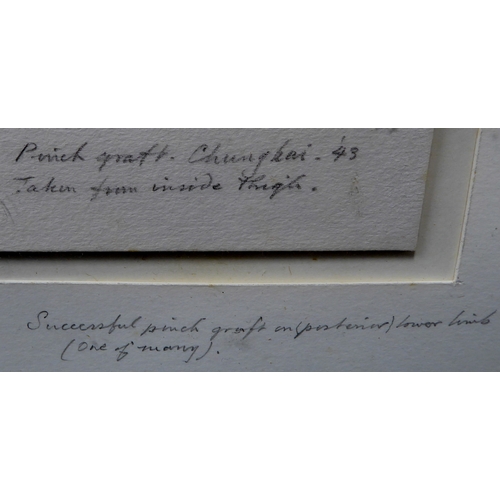 Pinch graft. Chungkai. '43
Taken from inside thigh.
Successful pinch graft on (posterior) lower limb
(One of many).